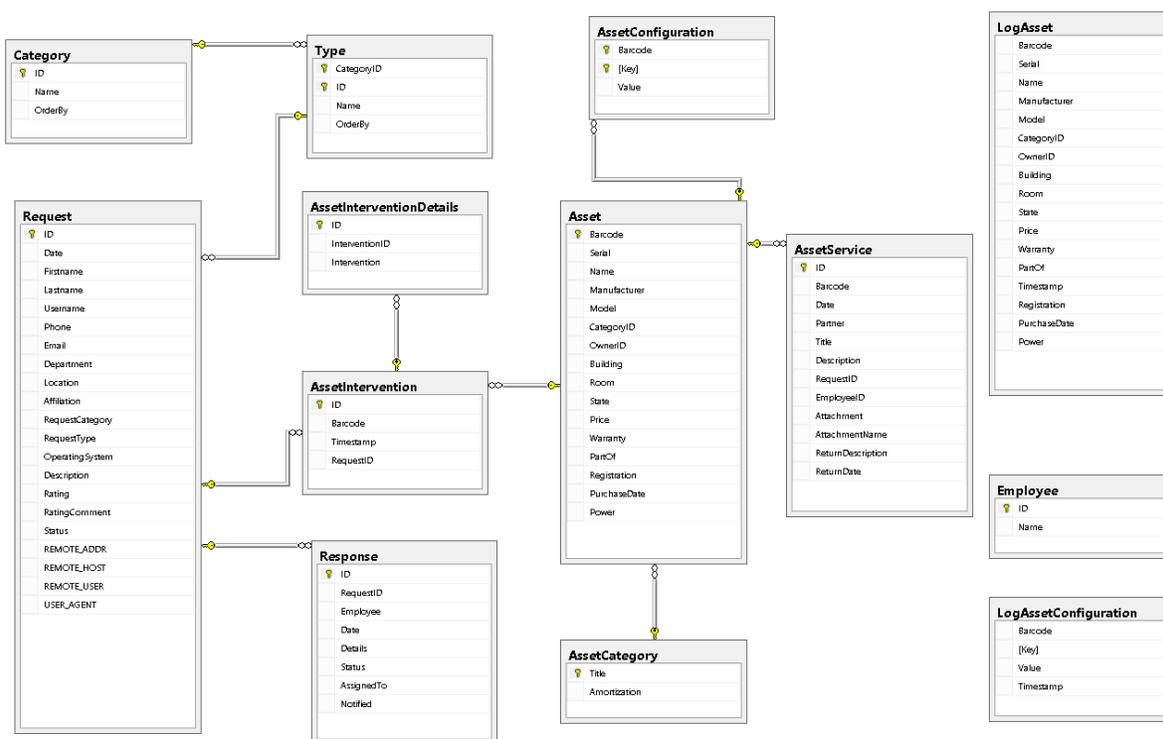 Category
ID
Name
OrderBy
Type
CategoryID
ID
Name
OrderBy
AssetConfiguration
Barcode
[Key]
Value
LogAsset
Barcode
Serial
Name
Manufacturer
Model
CategoryID
OwnerID
Building
Room
State
Price
Warranty
PartOf
Timestamp
Registration
PurchaseDate
Power
Request
ID
Date
Firstname
Lastname
Username
Phone
Email
Department
Location
Affiliation
RequestCategory
RequestType
OperatingSystem
Description
Rating
RatingComment
Status
REMOTE_ADDR
REMOTE_HOST
REMOTE_USER
USER_AGENT
AssetInterventionDetails
ID
InterventionID
Intervention
AssetIntervention
ID
Barcode
Timestamp
RequestID
Response
ID
RequestID
Employee
Date
Details
Status
AssignedTo
Notified
Asset
Barcode
Serial
Name
Manufacturer
Model
CategoryID
OwnerID
Building
Room
State
Price
Warranty
PartOf
Registration
PurchaseDate
Power
AssetCategory
Title
Amortization
AssetService
ID
Barcode
Date
Partner
Title
Description
RequestID
EmployeeID
Attachment
AttachmentName
ReturnDescription
ReturnDate
Employee
ID
Name
LogAssetConfiguration
Barcode
[Key]
Value
Timestamp